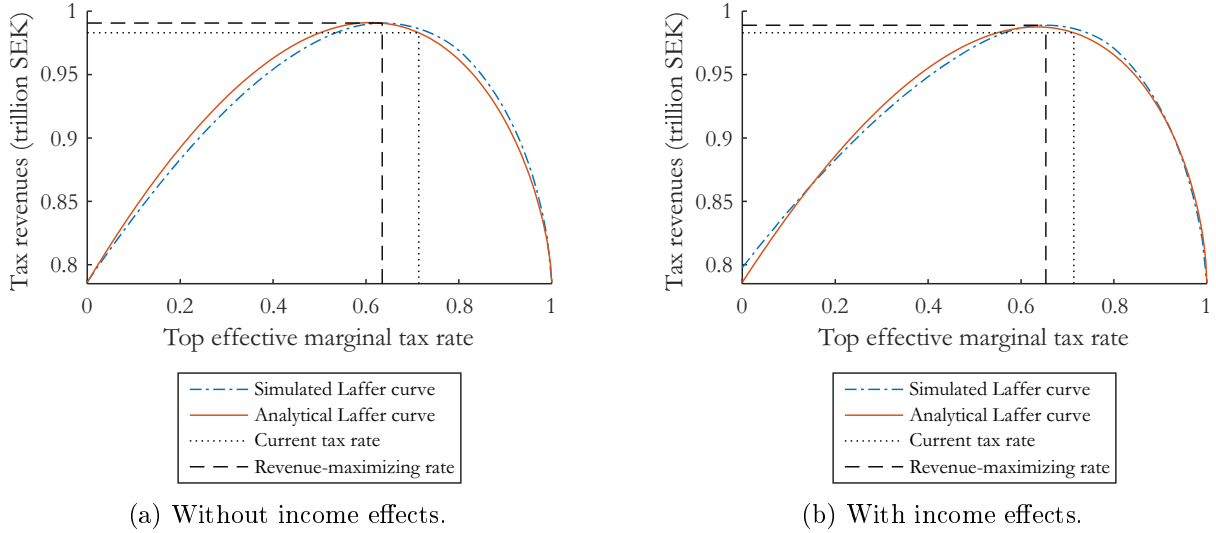 1
0.95
0.9
0.85
0.8
Tax revenues (trillion SEK)
0 0.2 0.4 0.6 0.8 1
Top effective marginal tax rate
Simulated Laffer curve
Analytical Laffer curve
Current tax rate
Revenue-maximizing rate
(a) Without income effects.
1
0.95
0.9
0.85
0.8
Tax revenues (trillion SEK)
0 0.2 0.4 0.6 0.8 1
Top effective marginal tax rate
Simulated Laffer curve
Analytical Laffer curve
Current tax rate
Revenue-maximizing rate
(b) With income effects.